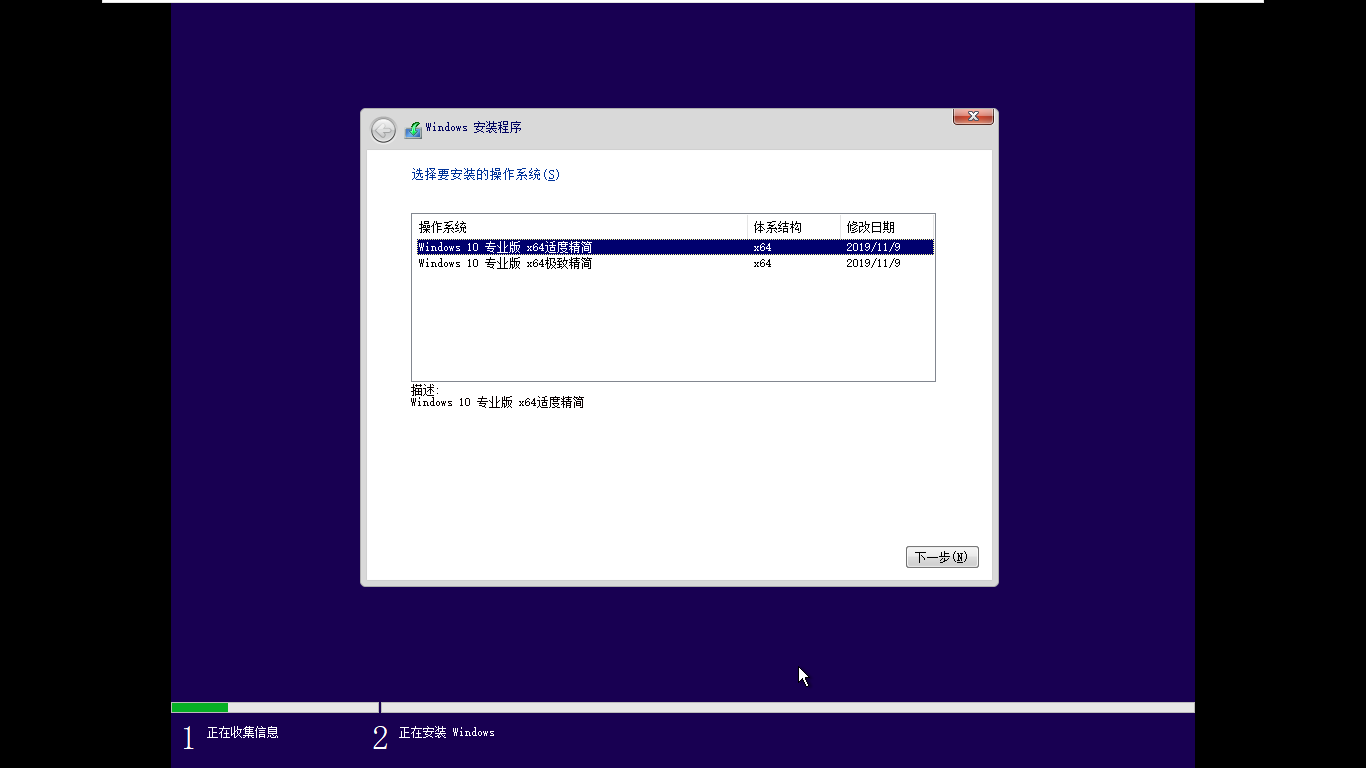 Windows 安装程序
选择要安装的操作系统(S)
操作系统 体系结构 修改日期
Windows 10 专业版 x64适度精简 x64 2019/11/9
Windows 10 专业版 x64极致精简 x64 2019/11/9
描述:
Windows 10 专业版 x64适度精简
下一步(N)
1 正在收集信息 2 正在安装 Windows